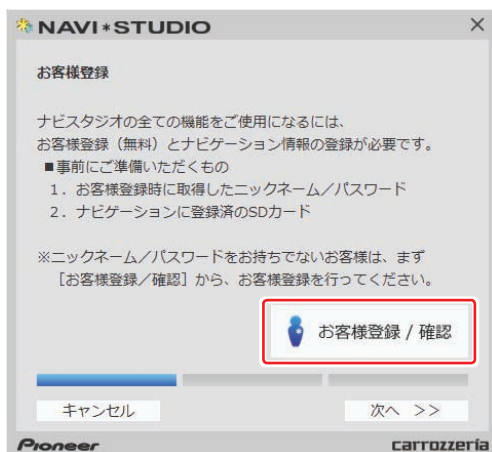 NAVI*STUDIO
お客様登録
ナビスタジオの全ての機能をご使用になるには、
お客様登録（無料）とナビゲーション情報の登録が必要です。
■事前にご準備いただくもの
１．お客様登録時に取得したニックネーム／パスワード
２．ナビゲーションに登録済のSDカード
※ニックネーム／パスワードをお持ちでないお客様は、まず
［お客様登録／確認］から、お客様登録を行ってください。
お客様登録 / 確認
キャンセル 次へ >>
Pioneer carrozzeria